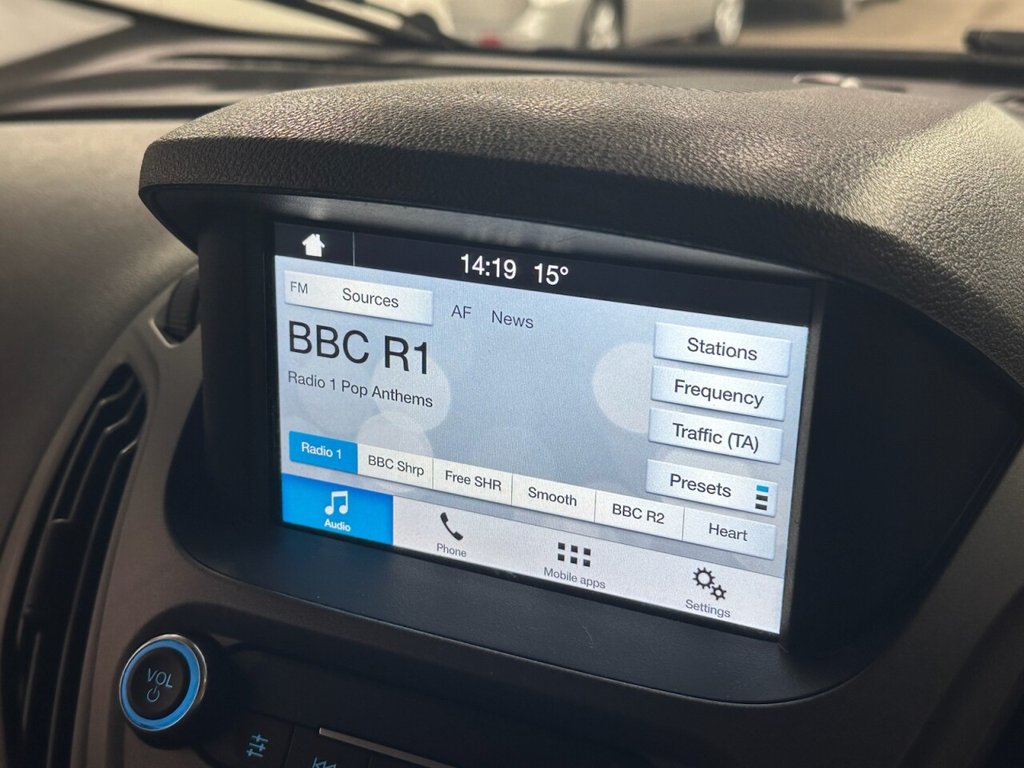 14:19 15°
FM Sources AF News
BBC R1
Radio 1 Pop Anthems
Stations
Frequency
Traffic (TA)
Presets
Radio 1 BBC Shrp Free SHR Smooth BBC R2 Heart
Audio Phone Mobile apps Settings
VOL